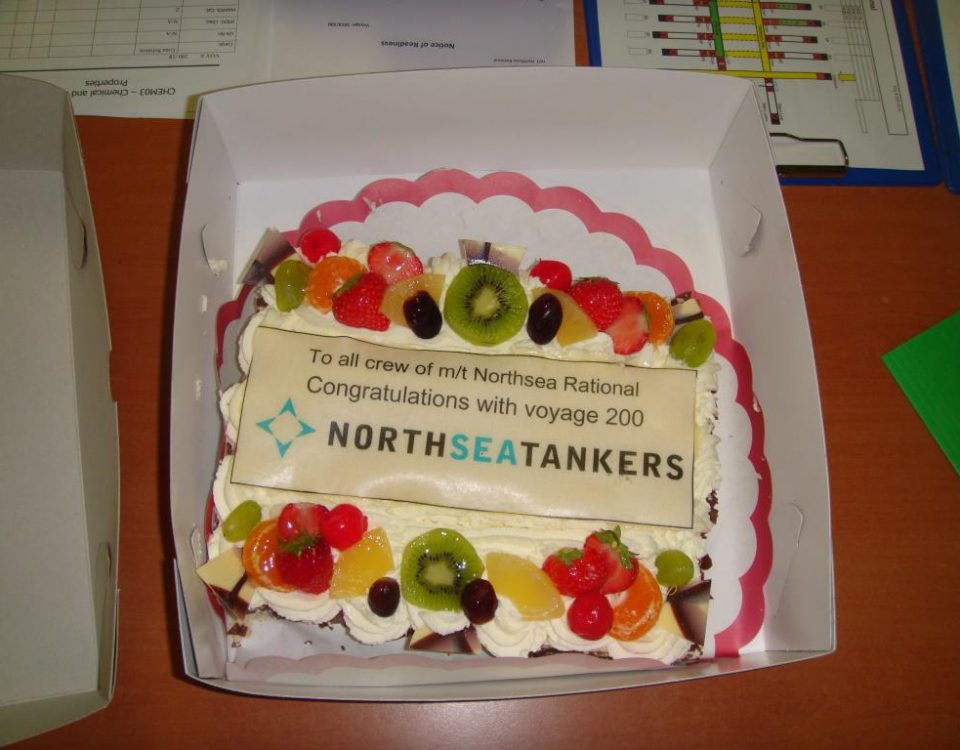 To all crew of m/t Northsea Rational
Congratulations with voyage 200
NORTHSEATANKERS
Notice of Readiness
CHEM03 – Chemical and
Properties